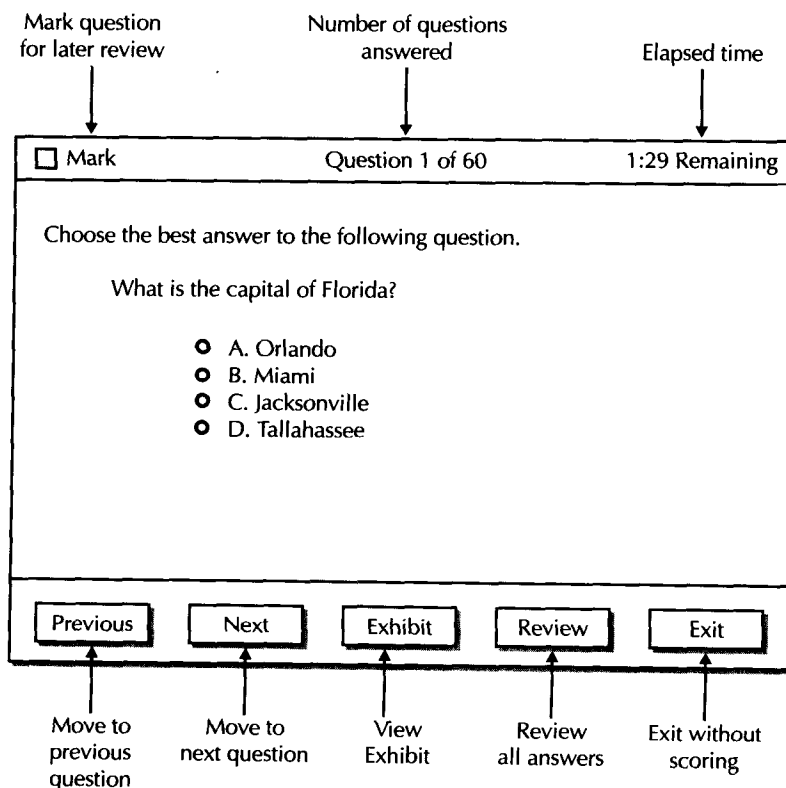 Mark question
for later review
Number of questions
answered
Elapsed time
Mark
Question 1 of 60
1:29 Remaining
Choose the best answer to the following question.
What is the capital of Florida?
A. Orlando
B. Miami
C. Jacksonville
D. Tallahassee
Previous
Next
Exhibit
Review
Exit
Move to
previous
question
Move to
next question
View
Exhibit
Review
all answers
Exit without
scoring